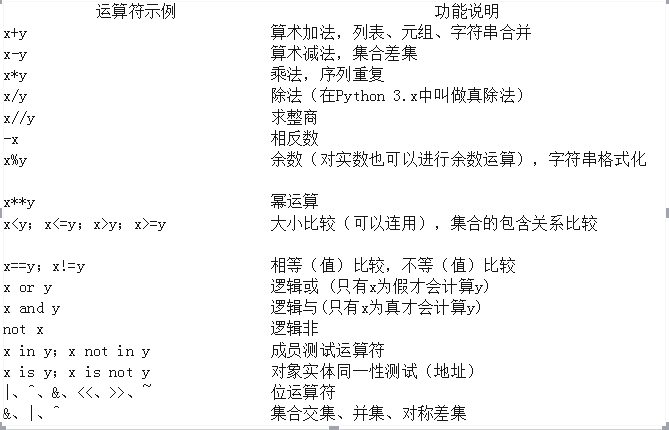 运算符示例 功能说明
x+y 算术加法，列表、元组、字符串合并
x-y 算术减法，集合差集
x*y 乘法，序列重复
x/y 除法（在Python 3.x中叫做真除法）
x//y 求整商
-x 相反数
x%y 余数（对实数也可以进行余数运算），字符串格式化
x**y 幂运算
x<y；x<=y；x>y；x>=y 大小比较（可以连用），集合的包含关系比较
x==y；x!=y 相等（值）比较，不等（值）比较
x or y 逻辑或（只有x为假才会计算y）
x and y 逻辑与(只有x为真才会计算y)
not x 逻辑非
x in y；x not in y 成员测试运算符
x is y；x is not y 对象实体同一性测试（地址）
|、^、&、<<、>>、~ 位运算符
&、|、^ 集合交集、并集、对称差集